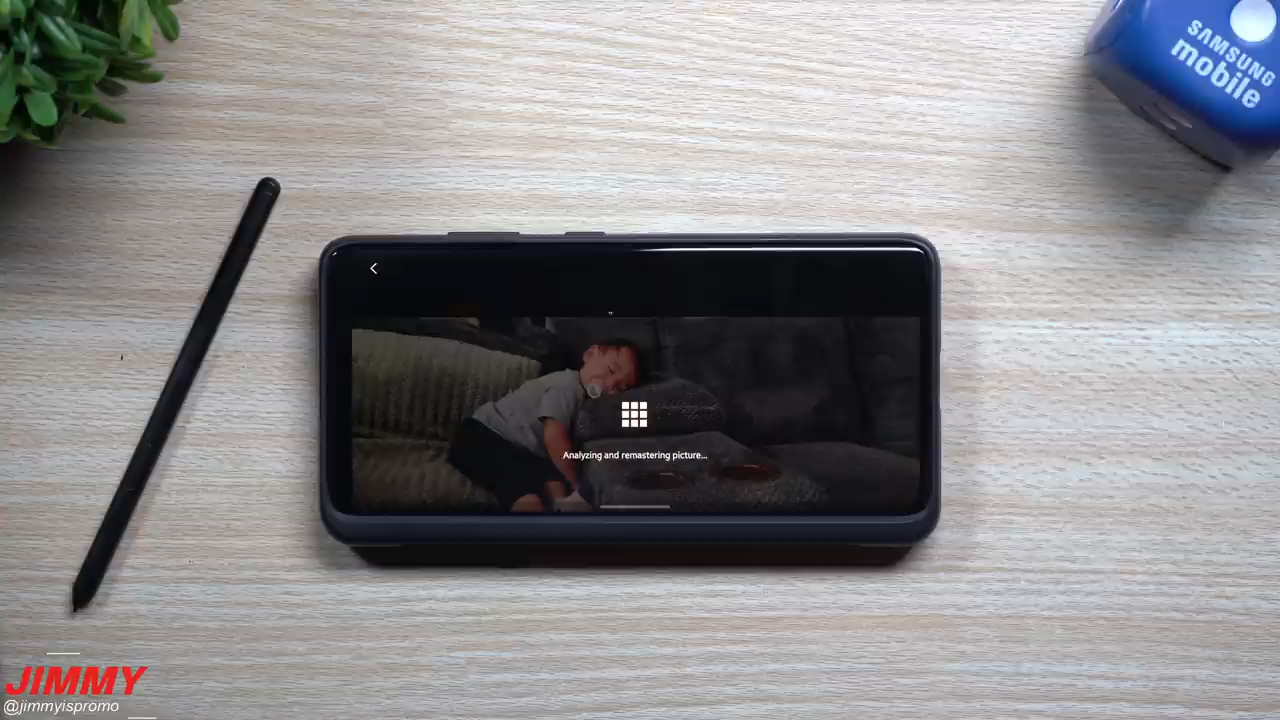 SAMSUNG
mobile
Analyzing and remastering picture...
JIMMY
@jimmyispromo